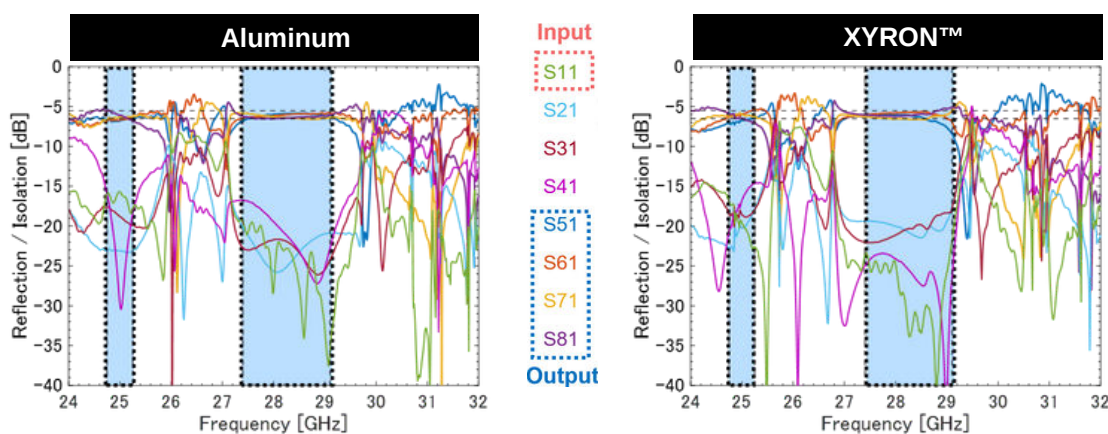 Aluminum
Reflection / Isolation [dB]
0
−5
−10
−15
−20
−25
−30
−35
−40
24 25 26 27 28 29 30 31 32
Frequency [GHz]
Input
S11
S21
S31
S41
S51
S61
S71
S81
Output
XYRON™
Reflection / Isolation [dB]
0
−5
−10
−15
−20
−25
−30
−35
−40
24 25 26 27 28 29 30 31 32
Frequency [GHz]